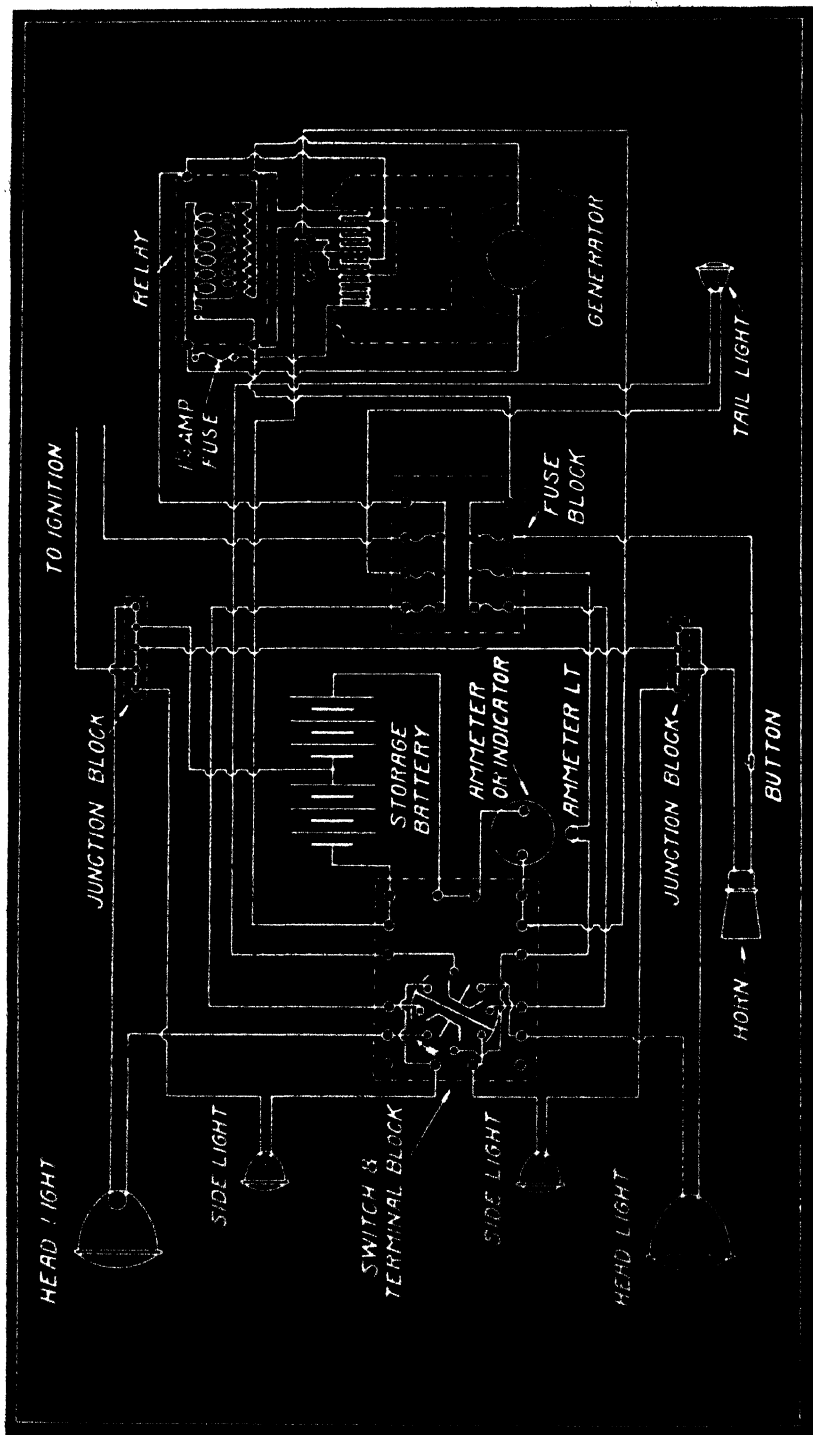 HEAD LIGHT
SIDE LIGHT
SWITCH &
TERMINAL BLOCK
SIDE LIGHT
HEAD LIGHT
JUNCTION BLOCK
STORAGE
BATTERY
AMMETER
OR INDICATOR
AMMETER LT
JUNCTION BLOCK
HORN
BUTTON
TO IGNITION
FUSE
BLOCK
RELAY
AMP
FUSE
GENERATOR
TAIL LIGHT